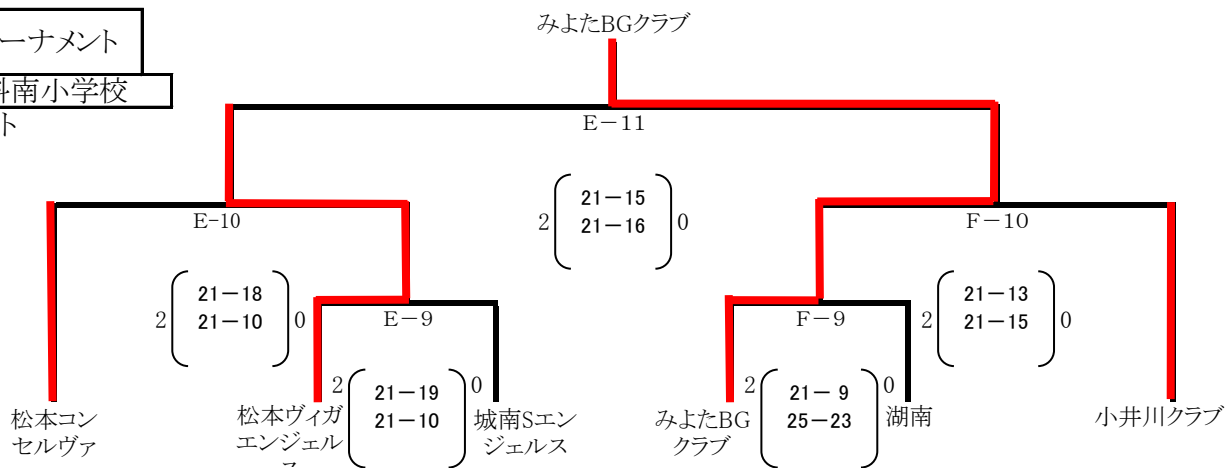 みよたBGクラブ
ーナメント
科南小学校
ト
E－11
21－15
2 21－16 0
E-10
F－10
21－18
2 21－10 0
E－9
F－9
21－13
2 21－15 0
2 21－19 0
21－10
2 21－ 9 0
25－23
松本コン
セルヴァ
松本ヴィガ
エンジェル
ス
城南Sエン
ジェルス
みよたBG
クラブ
湖南
小井川クラブ